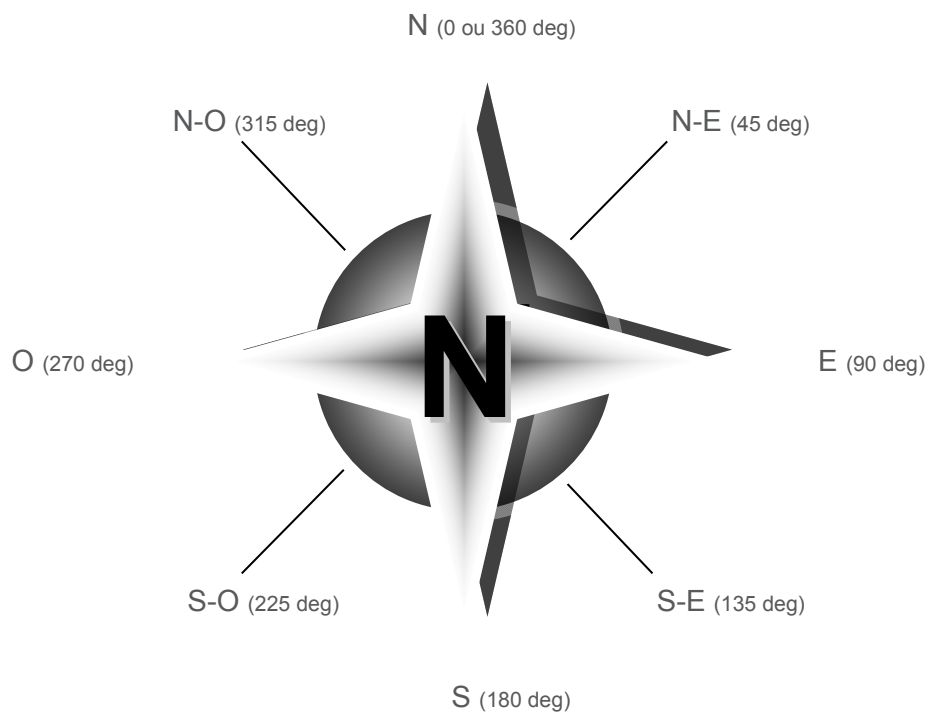 N (0 ou 360 deg)
N-O (315 deg)
N-E (45 deg)
N
O (270 deg)
E (90 deg)
S-O (225 deg)
S-E (135 deg)
S (180 deg)